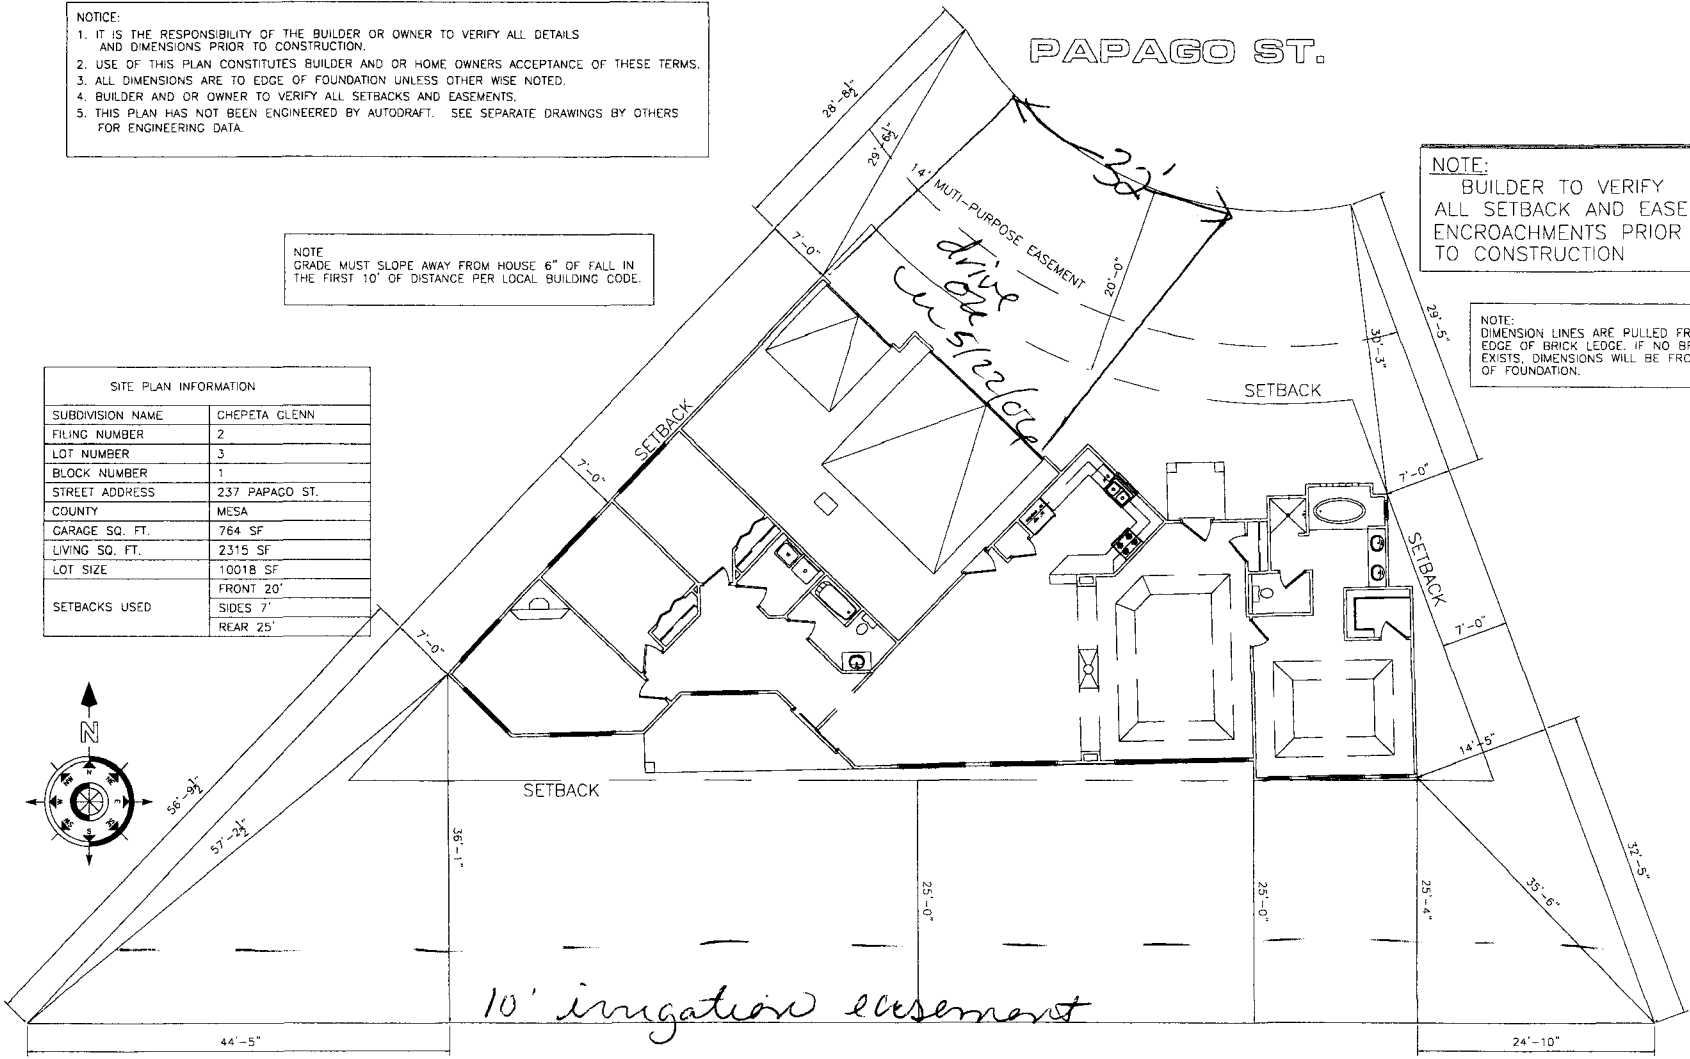 NOTICE:
1. IT IS THE RESPONSIBILITY OF THE BUILDER OR OWNER TO VERIFY ALL DETAILS
AND DIMENSIONS PRIOR TO CONSTRUCTION.
2. USE OF THIS PLAN CONSTITUTES BUILDER AND OR HOME OWNERS ACCEPTANCE OF THESE TERMS.
3. ALL DIMENSIONS ARE TO EDGE OF FOUNDATION UNLESS OTHER WISE NOTED.
4. BUILDER AND OR OWNER TO VERIFY ALL SETBACKS AND EASEMENTS.
5. THIS PLAN HAS NOT BEEN ENGINEERED BY AUTODRAFT. SEE SEPARATE DRAWINGS BY OTHERS
FOR ENGINEERING DATA.
PAPAGO ST.
NOTE:
BUILDER TO VERIFY
ALL SETBACK AND EASE
ENCROACHMENTS PRIOR
TO CONSTRUCTION
NOTE
GRADE MUST SLOPE AWAY FROM HOUSE 6" OF FALL IN
THE FIRST 10' OF DISTANCE PER LOCAL BUILDING CODE.
NOTE:
DIMENSION LINES ARE PULLED FR
EDGE OF BRICK LEDGE. IF NO BR
EXISTS, DIMENSIONS WILL BE FRO
OF FOUNDATION.
SITE PLAN INFORMATION
SUBDIVISION NAME CHEPETA GLENN
FILING NUMBER 2
LOT NUMBER 3
BLOCK NUMBER 1
STREET ADDRESS 237 PAPAGO ST.
COUNTY MESA
GARAGE SQ. FT. 764 SF
LIVING SQ. FT. 2315 SF
LOT SIZE 10018 SF
SETBACKS USED FRONT 20'
SIDES 7'
REAR 25'
28'-8½"
29'-6½"
32'
14' MUTI-PURPOSE EASEMENT
20'-0"
drive
5/22/06
7'-0"
29'-5"
30'-3"
SETBACK
SETBACK
7'-0"
7'-0"
SETBACK
7'-0"
7'-0"
14'-5"
N
N
NE
E
SE
S
SW
W
NW
SETBACK
56'-9½"
57'-2½"
36'-1"
25'-0"
25'-0"
25'-4"
35'-6"
32'-5"
10' irrigation easement
44'-5"
24'-10"